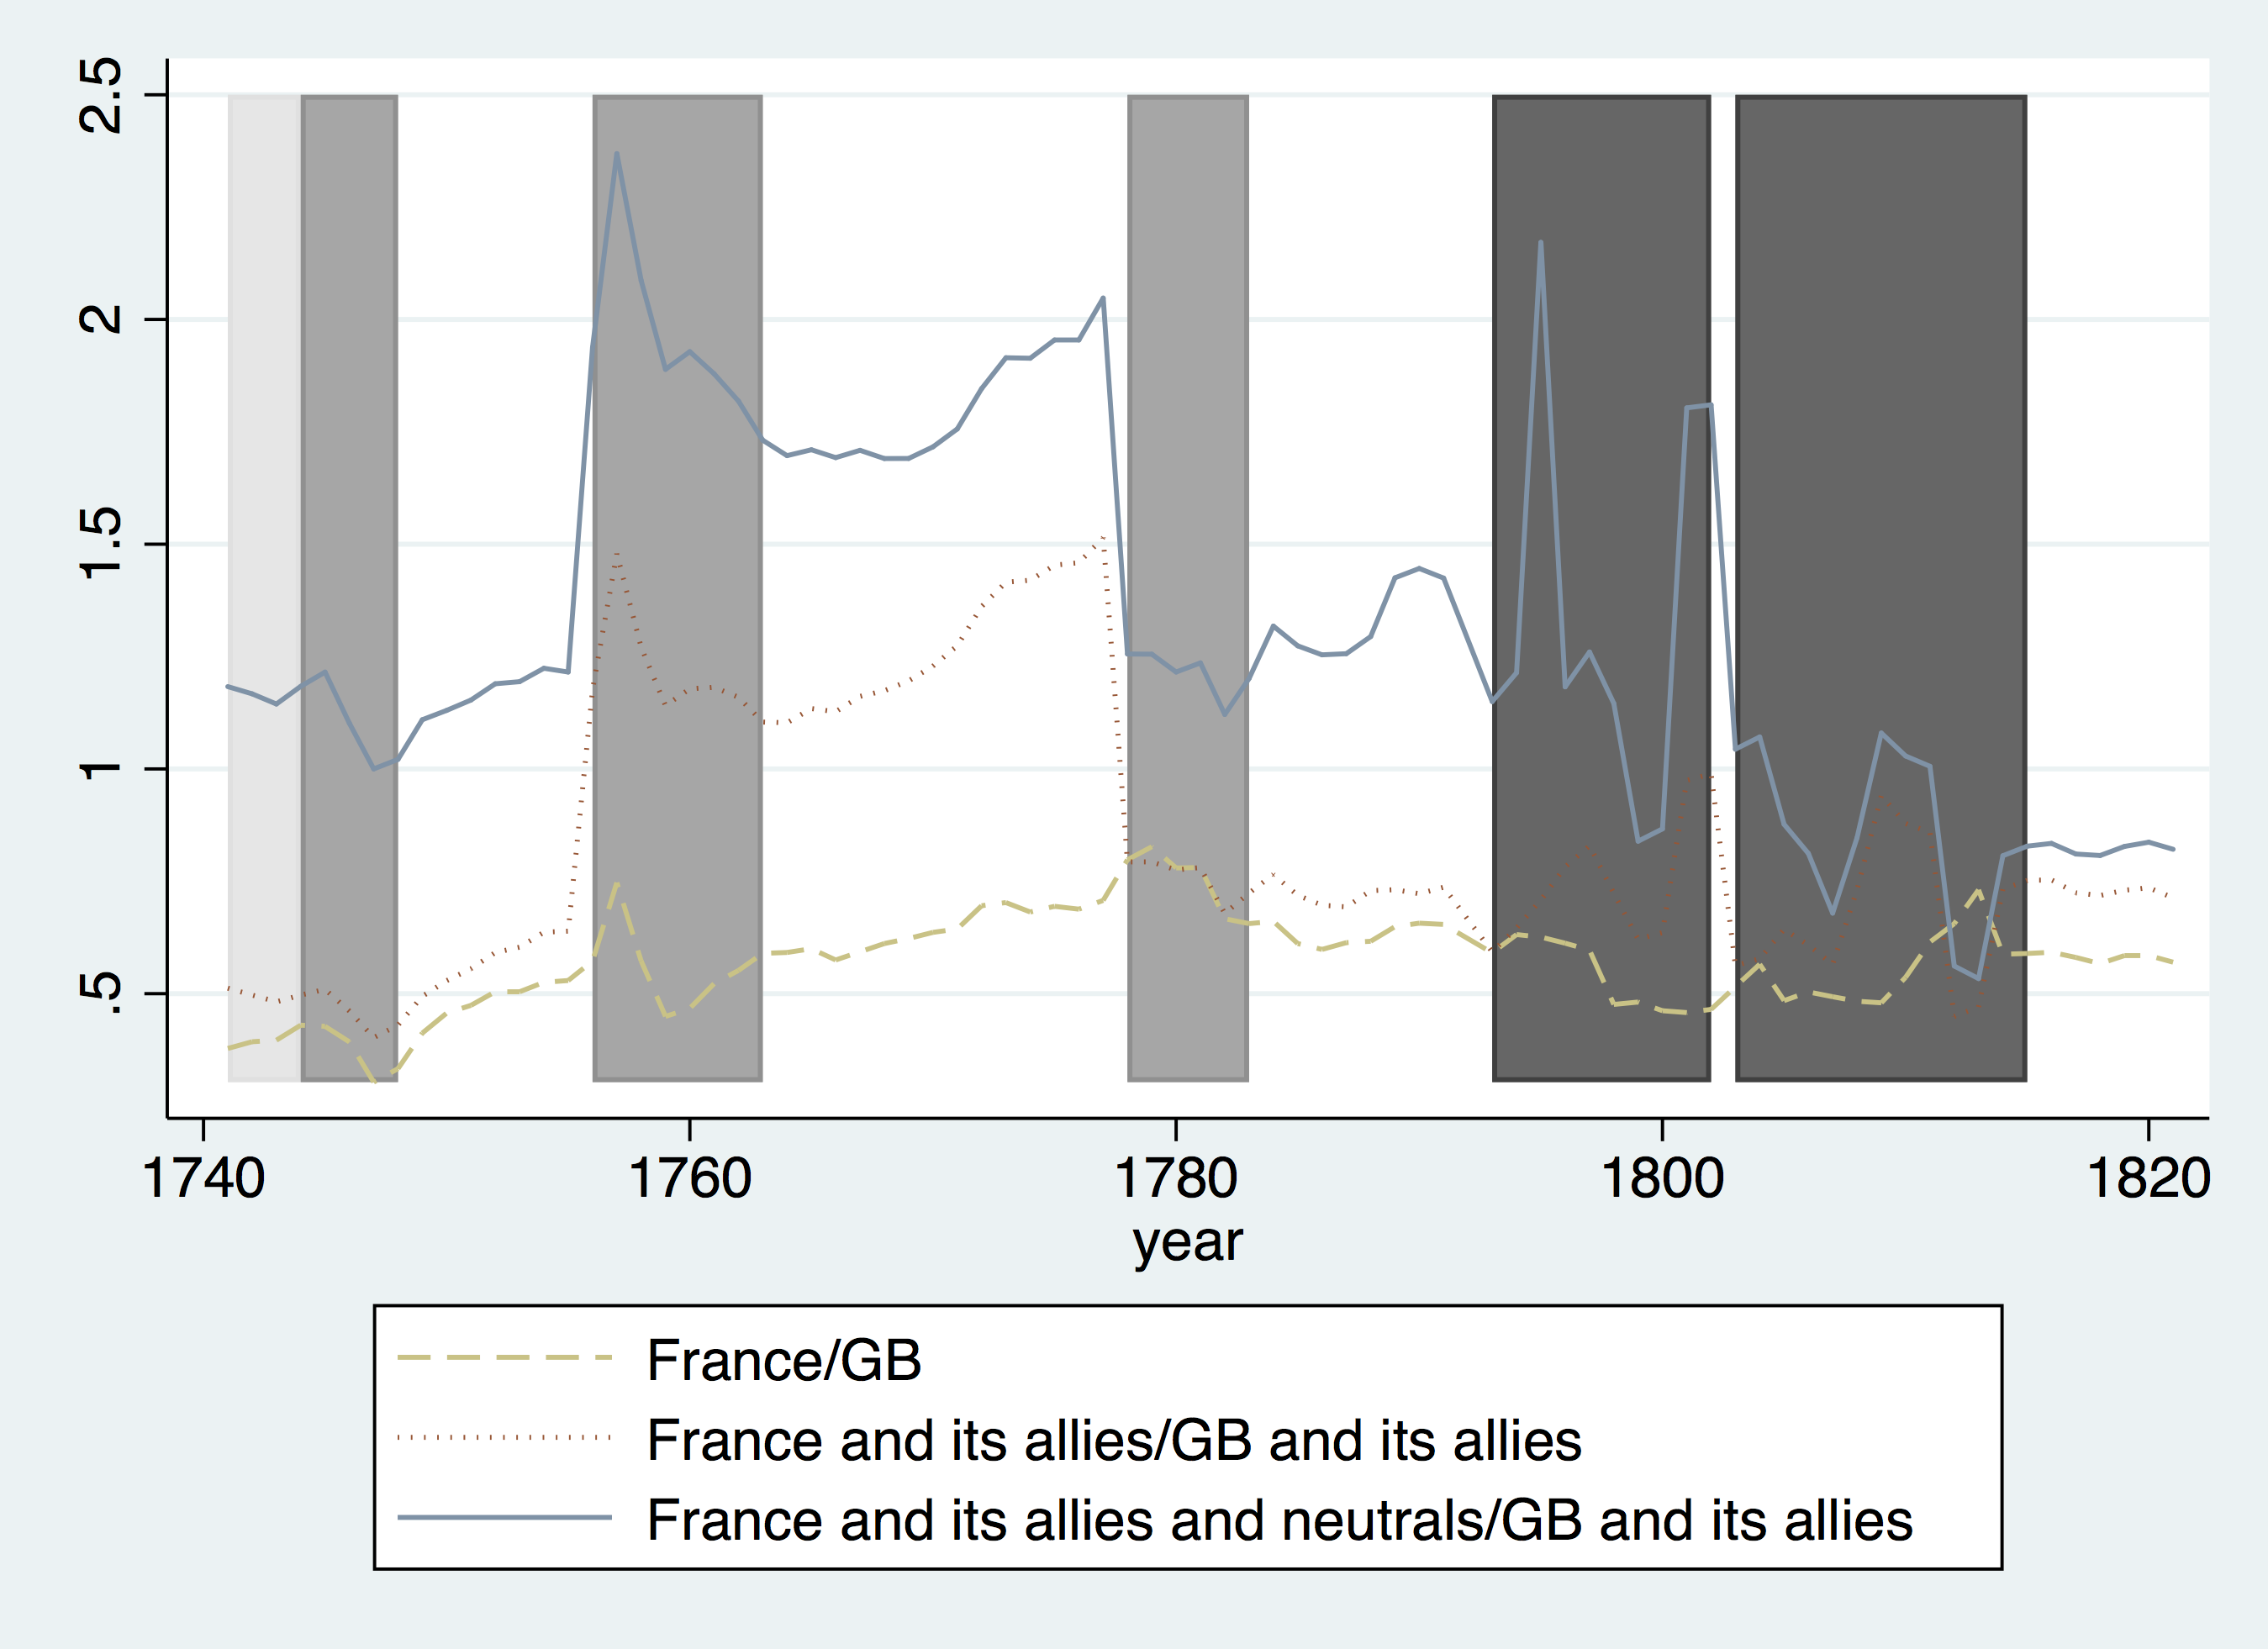 2.5
2
1.5
1
.5
1740 1760 1780 1800 1820
year
France/GB
France and its allies/GB and its allies
France and its allies and neutrals/GB and its allies